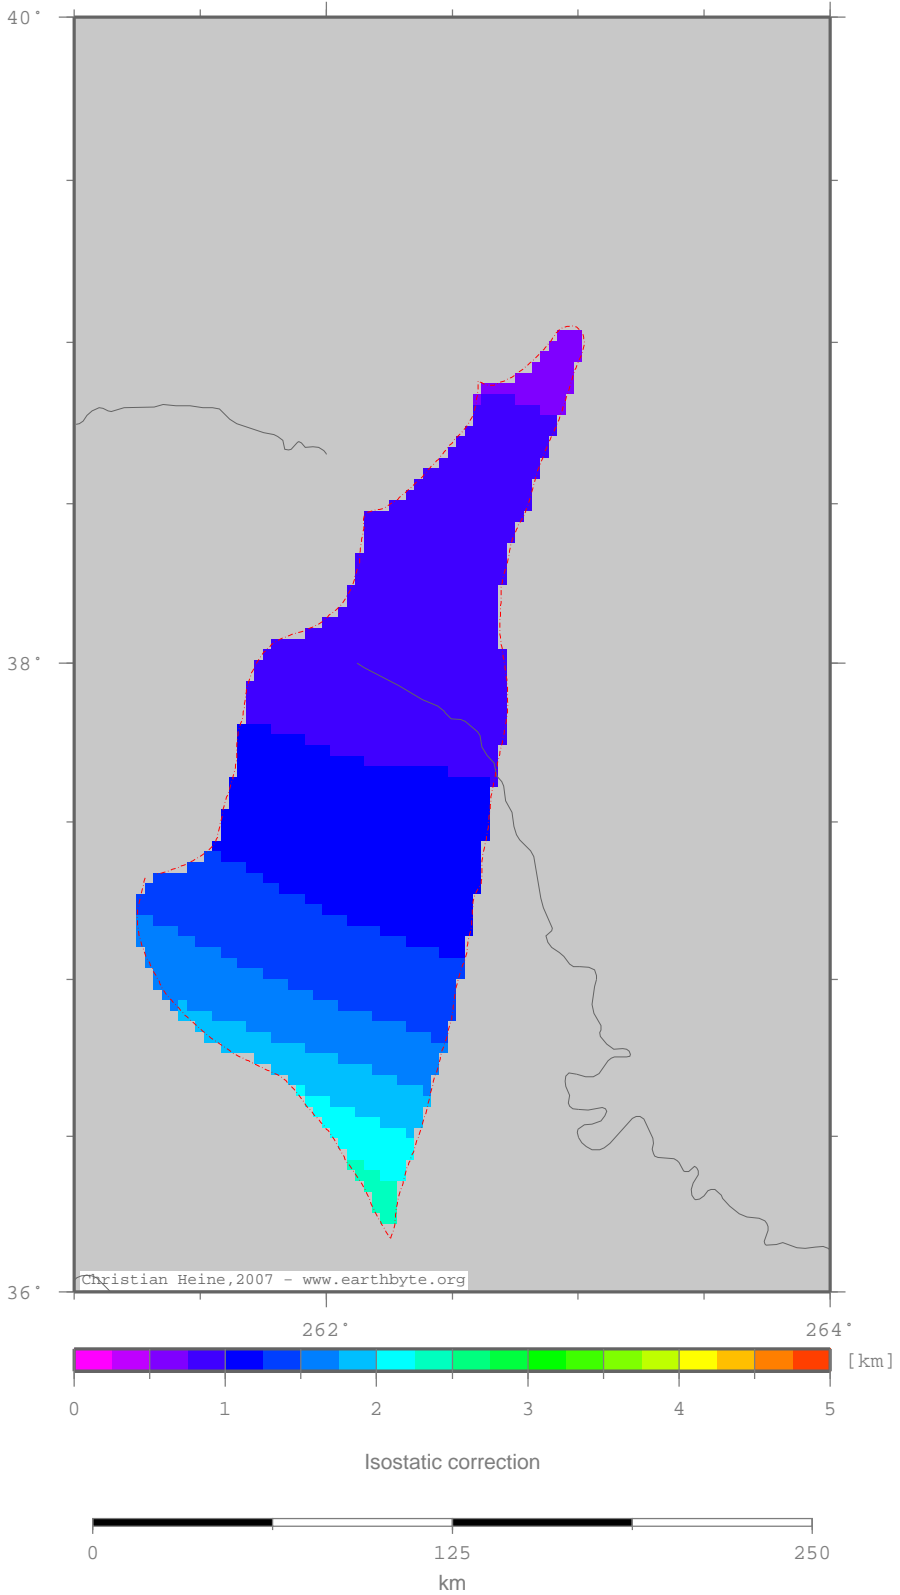 40°
38°
36°
Christian Heine,2007 - www.earthbyte.org
262° 264°
[km]
0 1 2 3 4 5
Isostatic correction
0 125 250
km